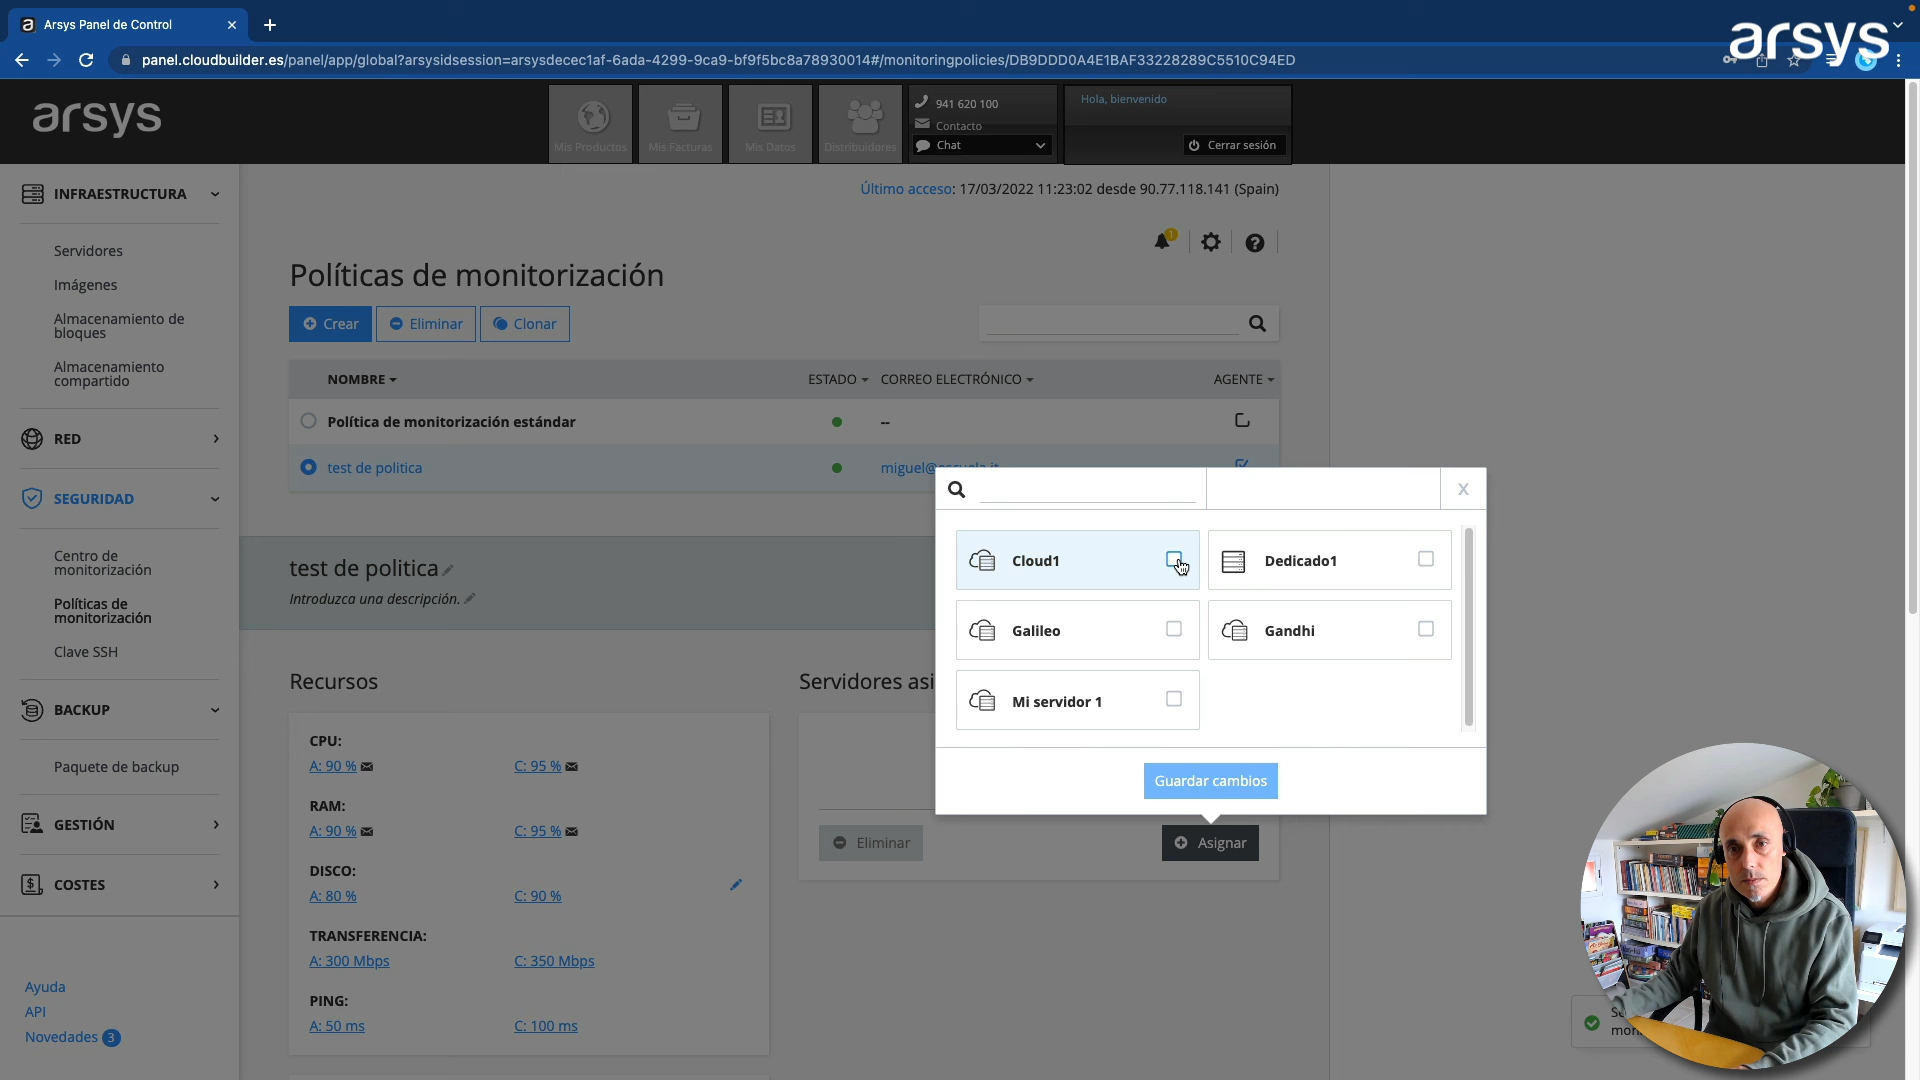 Arsys Panel de Control
arsys
panel.cloudbuilder.es/panel/app/global?arsysidsession=arsysdecec1af-6ada-4299-9ca9-bf9f5bc8a78930014#/monitoringpolicies/DB9DDD0A4E1BAF33228289C5510C94ED
arsys
Mis Productos
Mis Facturas
Mis Datos
Distribuidores
941 620 100
Contacto
Chat
Hola, bienvenido
Cerrar sesión
Último acceso: 17/03/2022 11:23:02 desde 90.77.118.141 (Spain)
1
INFRAESTRUCTURA
Servidores
Imágenes
Almacenamiento de
bloques
Almacenamiento
compartido
RED
SEGURIDAD
Centro de
monitorización
Políticas de
monitorización
Clave SSH
BACKUP
Paquete de backup
GESTIÓN
COSTES
Ayuda
API
Novedades 3
Políticas de monitorización
Crear
Eliminar
Clonar
NOMBRE
ESTADO
CORREO ELECTRÓNICO
AGENTE
Política de monitorización estándar
--
test de politica
test de politica
Introduzca una descripción.
Recursos
CPU:
A: 90 %
C: 95 %
RAM:
A: 90 %
C: 95 %
DISCO:
A: 80 %
C: 90 %
TRANSFERENCIA:
A: 300 Mbps
C: 350 Mbps
PING:
A: 50 ms
C: 100 ms
Servidores asi
Eliminar
Asignar
X
Cloud1
Dedicado1
Galileo
Gandhi
Mi servidor 1
Guardar cambios